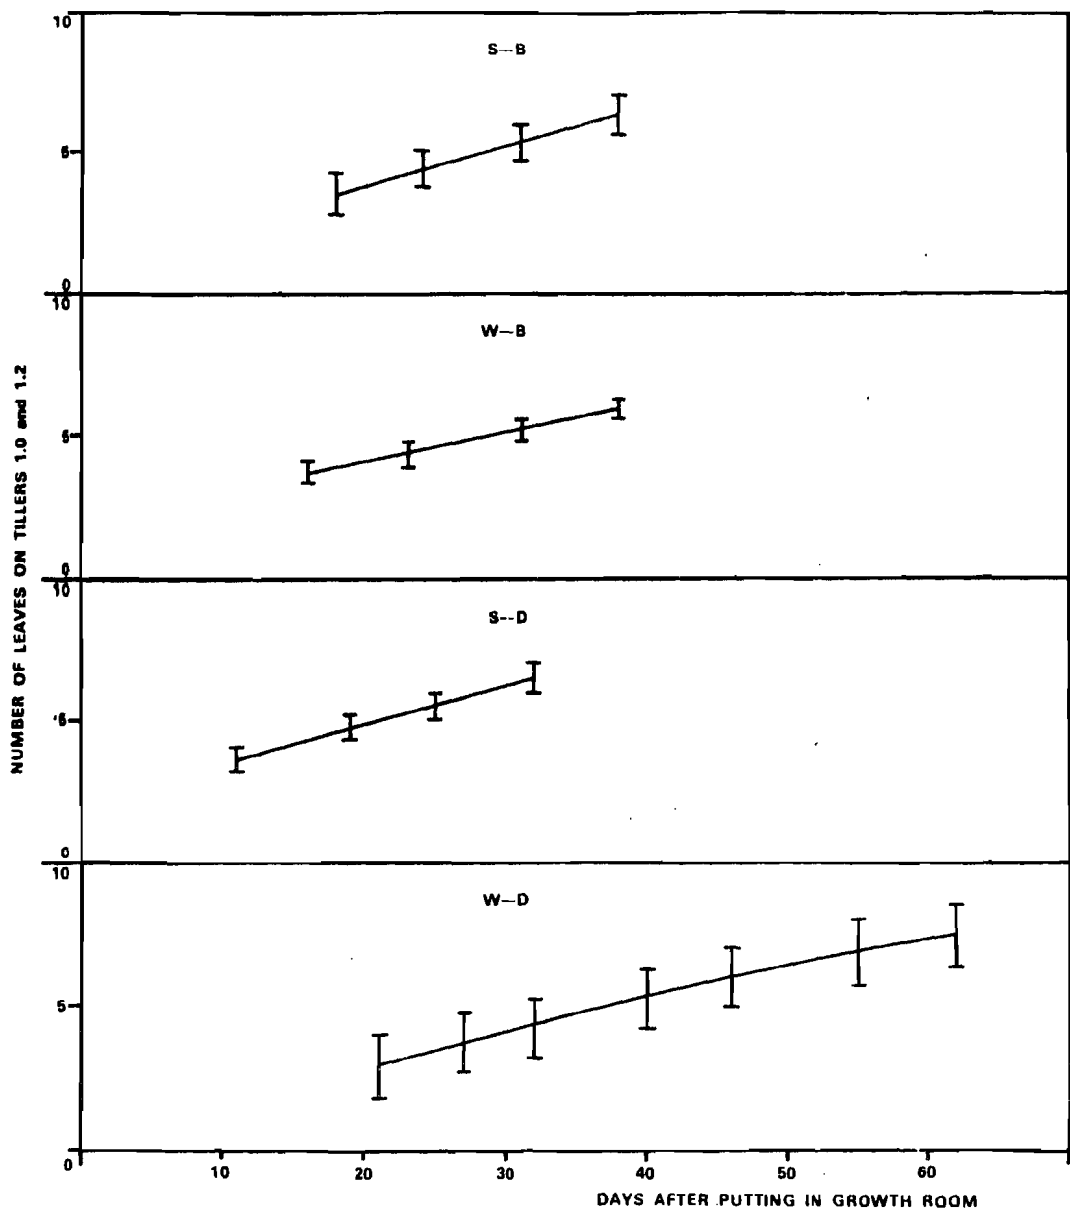 10
S--B
5
0
10
W--B
5
0
10
S--D
5
0
10
W--D
5
0
10 20 30 40 50 60
DAYS AFTER PUTTING IN GROWTH ROOM
NUMBER OF LEAVES ON TILLERS 1.0 and 1.2